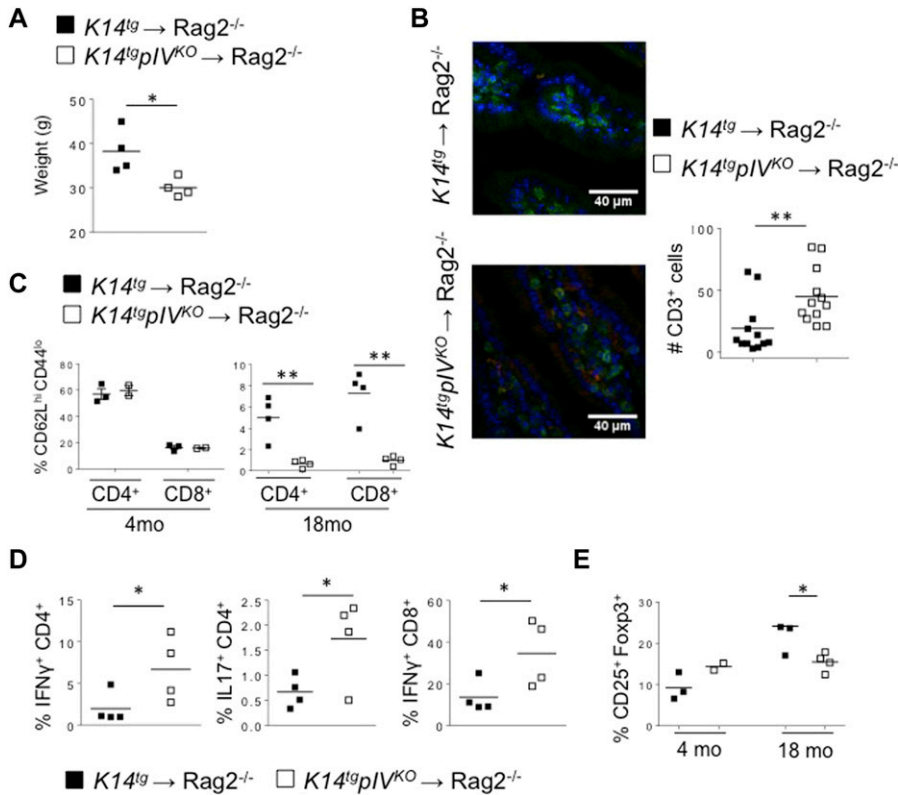 A
■ K14ᵗᵍ → Rag2⁻/⁻
□ K14ᵗᵍpIVᴷᴼ → Rag2⁻/⁻
*
50
40
30
20
Weight (g)
B
K14ᵗᵍ → Rag2⁻/⁻
40 µm
K14ᵗᵍpIVᴷᴼ → Rag2⁻/⁻
40 µm
■ K14ᵗᵍ → Rag2⁻/⁻
□ K14ᵗᵍpIVᴷᴼ → Rag2⁻/⁻
**
100
50
0
# CD3⁺ cells
C
■ K14ᵗᵍ → Rag2⁻/⁻
□ K14ᵗᵍpIVᴷᴼ → Rag2⁻/⁻
% CD62Lʰⁱ CD44ˡᵒ
80
60
40
20
0
CD4⁺ CD8⁺
4mo
** **
10
8
6
4
2
0
CD4⁺ CD8⁺
18mo
D
% IFNγ⁺ CD4⁺
*
15
10
5
0
% IL17⁺ CD4⁺
*
2.5
2.0
1.5
1.0
0.5
0.0
% IFNγ⁺ CD8⁺
*
60
40
20
0
■ K14ᵗᵍ → Rag2⁻/⁻ □ K14ᵗᵍpIVᴷᴼ → Rag2⁻/⁻
E
% CD25⁺ Foxp3⁺
*
30
20
10
0
4 mo 18 mo